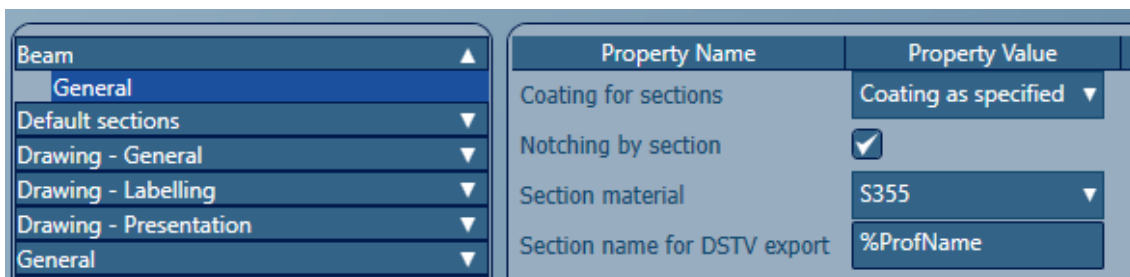 Beam
General
Default sections
Drawing - General
Drawing - Labelling
Drawing - Presentation
General
Property Name Property Value
Coating for sections Coating as specified
Notching by section
Section material S355
Section name for DSTV export %ProfName